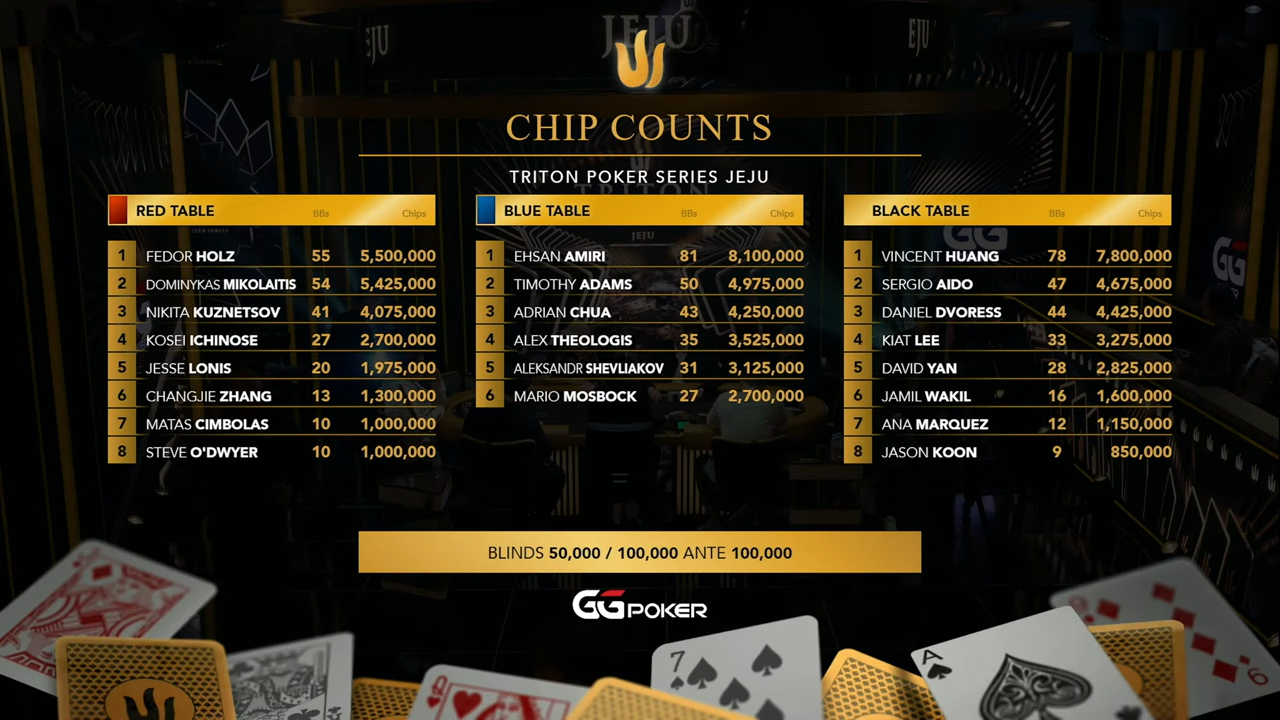 JEJU
EJU
EJU
CHIP COUNTS
TRITON POKER SERIES JEJU
RED TABLE BBs Chips
1 FEDOR HOLZ 55 5,500,000
2 DOMINYKAS MIKOLAITIS 54 5,425,000
3 NIKITA KUZNETSOV 41 4,075,000
4 KOSEI ICHINOSE 27 2,700,000
5 JESSE LONIS 20 1,975,000
6 CHANGJIE ZHANG 13 1,300,000
7 MATAS CIMBOLAS 10 1,000,000
8 STEVE O'DWYER 10 1,000,000
BLUE TABLE BBs Chips
1 EHSAN AMIRI 81 8,100,000
2 TIMOTHY ADAMS 50 4,975,000
3 ADRIAN CHUA 43 4,250,000
4 ALEX THEOLOGIS 35 3,525,000
5 ALEKSANDR SHEVLIAKOV 31 3,125,000
6 MARIO MOSBOCK 27 2,700,000
BLACK TABLE BBs Chips
1 VINCENT HUANG 78 7,800,000
2 SERGIO AIDO 47 4,675,000
3 DANIEL DVORESS 44 4,425,000
4 KIAT LEE 33 3,275,000
5 DAVID YAN 28 2,825,000
6 JAMIL WAKIL 16 1,600,000
7 ANA MARQUEZ 12 1,150,000
8 JASON KOON 9 850,000
TRITON
JEJU
GG
BLINDS 50,000 / 100,000 ANTE 100,000
GGPOKER
7
A
9